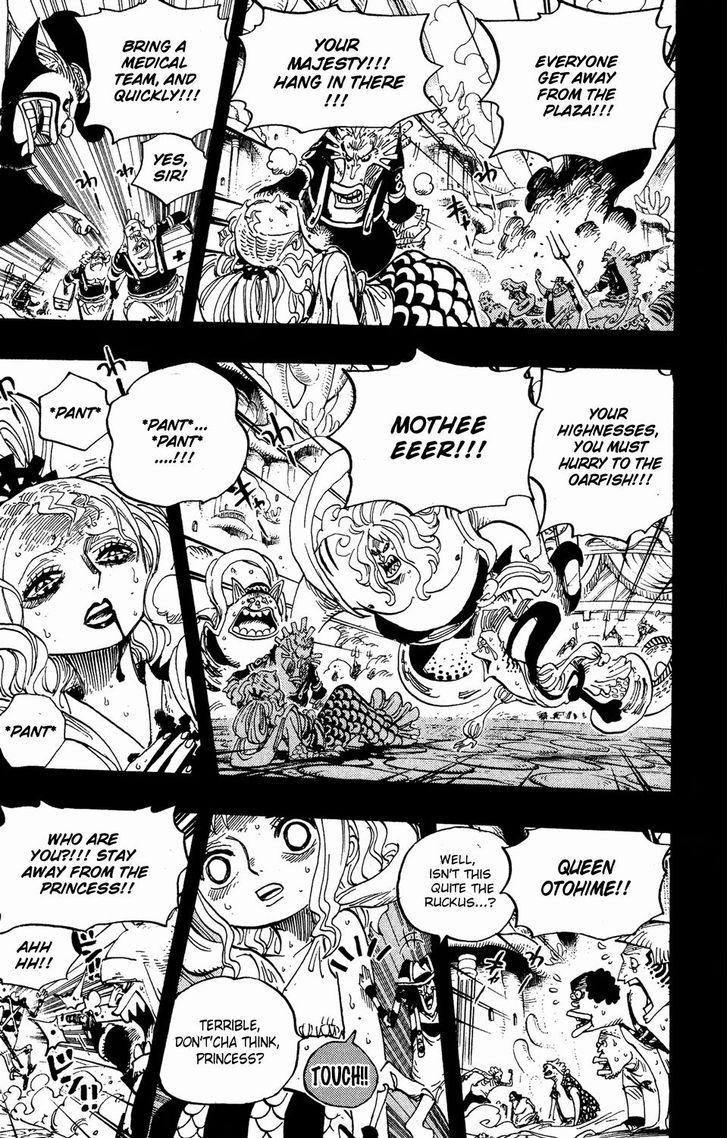 EVERYONE
GET AWAY
FROM THE
PLAZA!!!
YOUR
MAJESTY!!!
HANG IN THERE
!!!
BRING A
MEDICAL
TEAM, AND
QUICKLY!!!
YES,
SIR!
YOUR
HIGHNESSES,
YOU MUST
HURRY TO THE
OARFISH!!!
MOTHEE
EEER!!!
*PANT*...
*PANT*
....!!!
*PANT*
*PANT*
QUEEN
OTOHIME!!
WELL,
ISN'T THIS
QUITE THE
RUCKUS...?
TERRIBLE,
DON'T'CHA THINK,
PRINCESS?
TOUCH!!
WHO ARE
YOU?!!! STAY
AWAY FROM THE
PRINCESS!!
AHH
HH!!